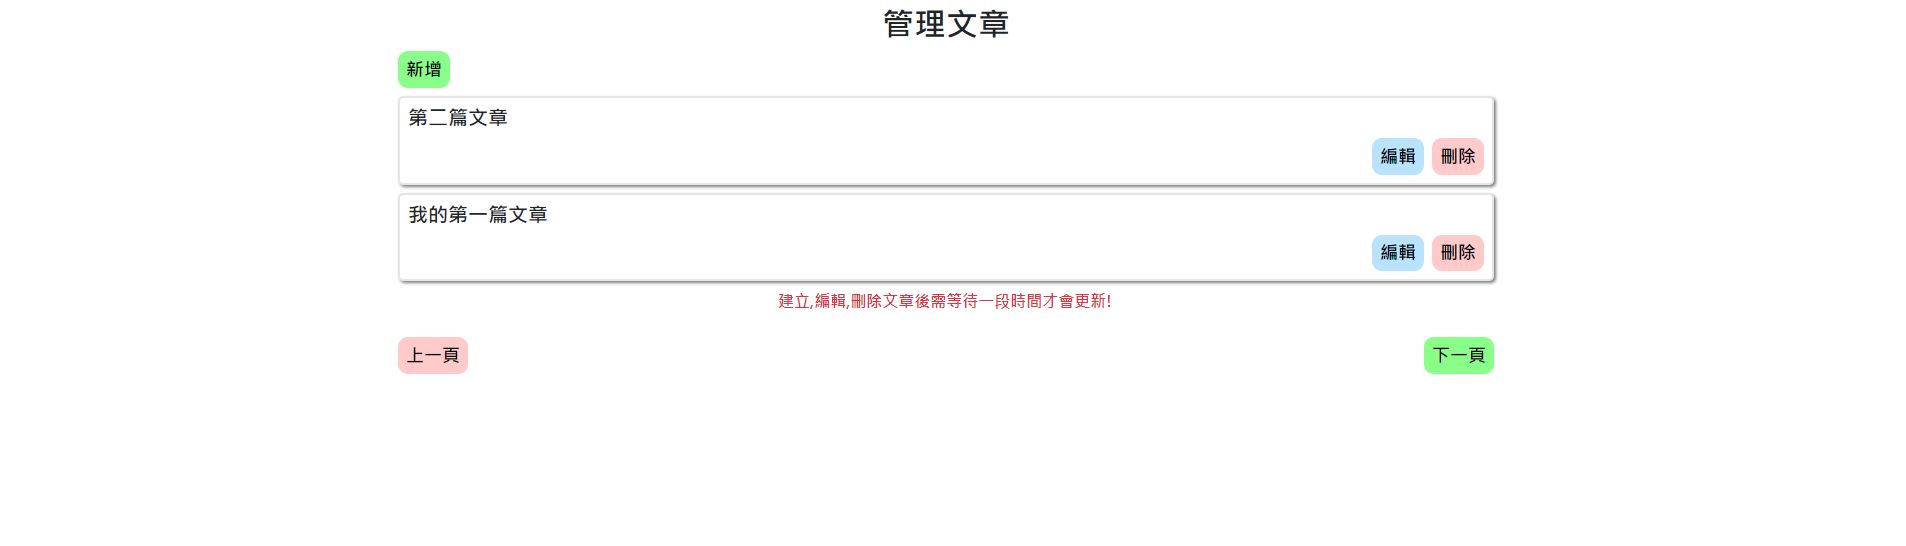 管理文章
新增
第二篇文章
編輯 刪除
我的第一篇文章
編輯 刪除
建立,編輯,刪除文章後需等待一段時間才會更新!
上一頁 下一頁